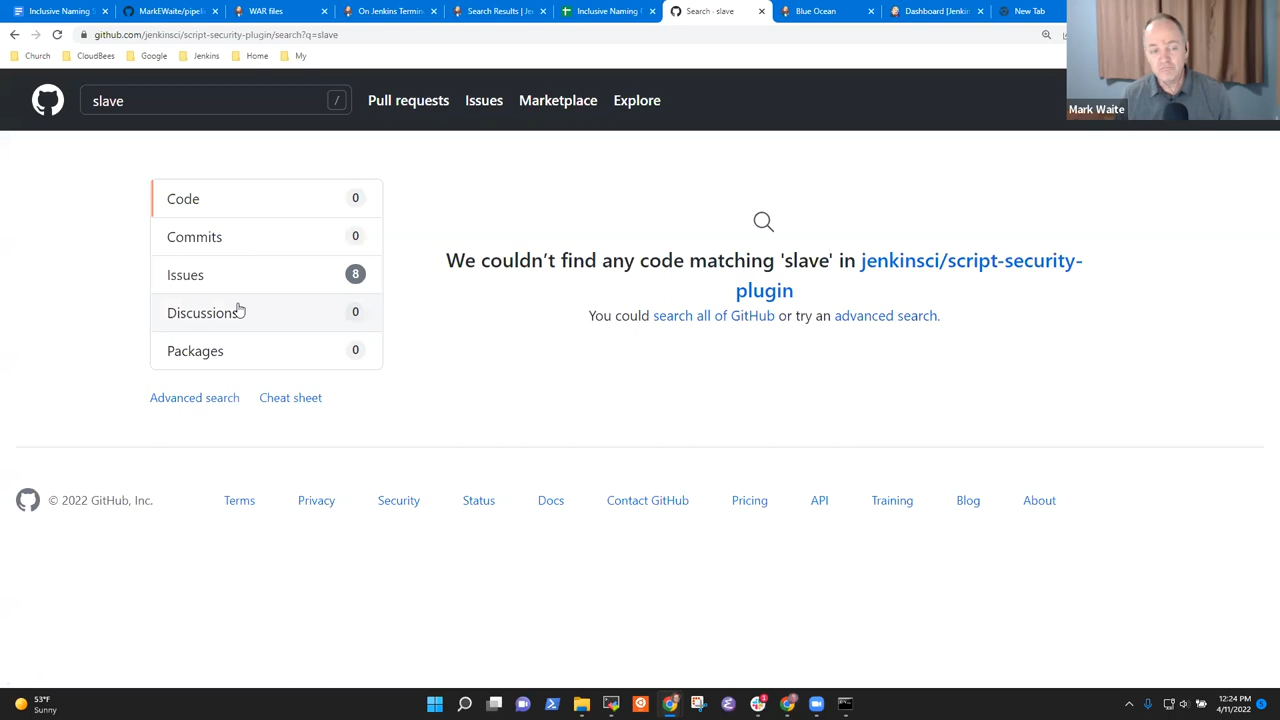 Inclusive Naming S
MarkEWaite/pipeli
WAR files
On Jenkins Termin
Search Results | Je
Inclusive Naming
Search · slave
Blue Ocean
Dashboard [Jenkin
New Tab
github.com/jenkinsci/script-security-plugin/search?q=slave
Church
CloudBees
Google
Jenkins
Home
My
slave
/
Pull requests
Issues
Marketplace
Explore
Mark Waite
Code 0
Commits 0
Issues 8
Discussions 0
Packages 0
Advanced search
Cheat sheet
We couldn't find any code matching 'slave' in jenkinsci/script-security-
plugin
You could search all of GitHub or try an advanced search.
© 2022 GitHub, Inc.
Terms
Privacy
Security
Status
Docs
Contact GitHub
Pricing
API
Training
Blog
About
53°F
Sunny
12:24 PM
4/11/2022